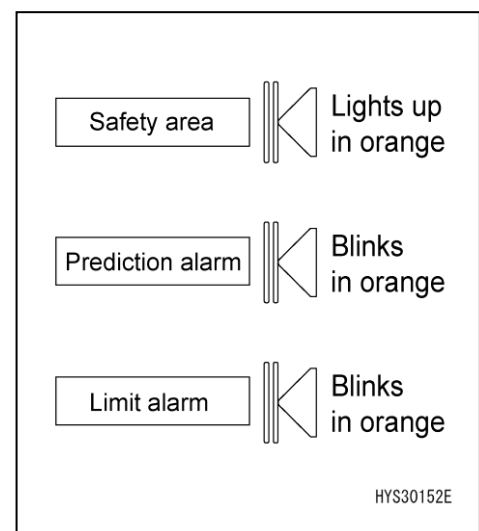 Safety area
Lights up
in orange
Prediction alarm
Blinks
in orange
Limit alarm
Blinks
in orange
HYS30152E